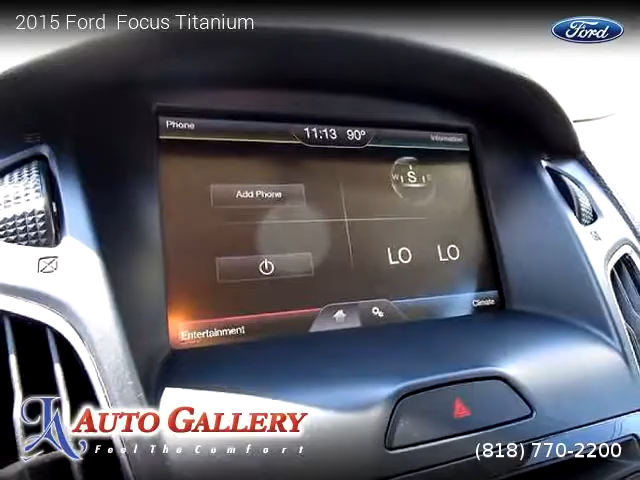 2015 Ford  Focus Titanium
Ford
Phone
11:13 90°
Information
W S E
Add Phone
LO LO
Entertainment
Climate
AUTO GALLERY
Feel The Comfort
(818) 770-2200